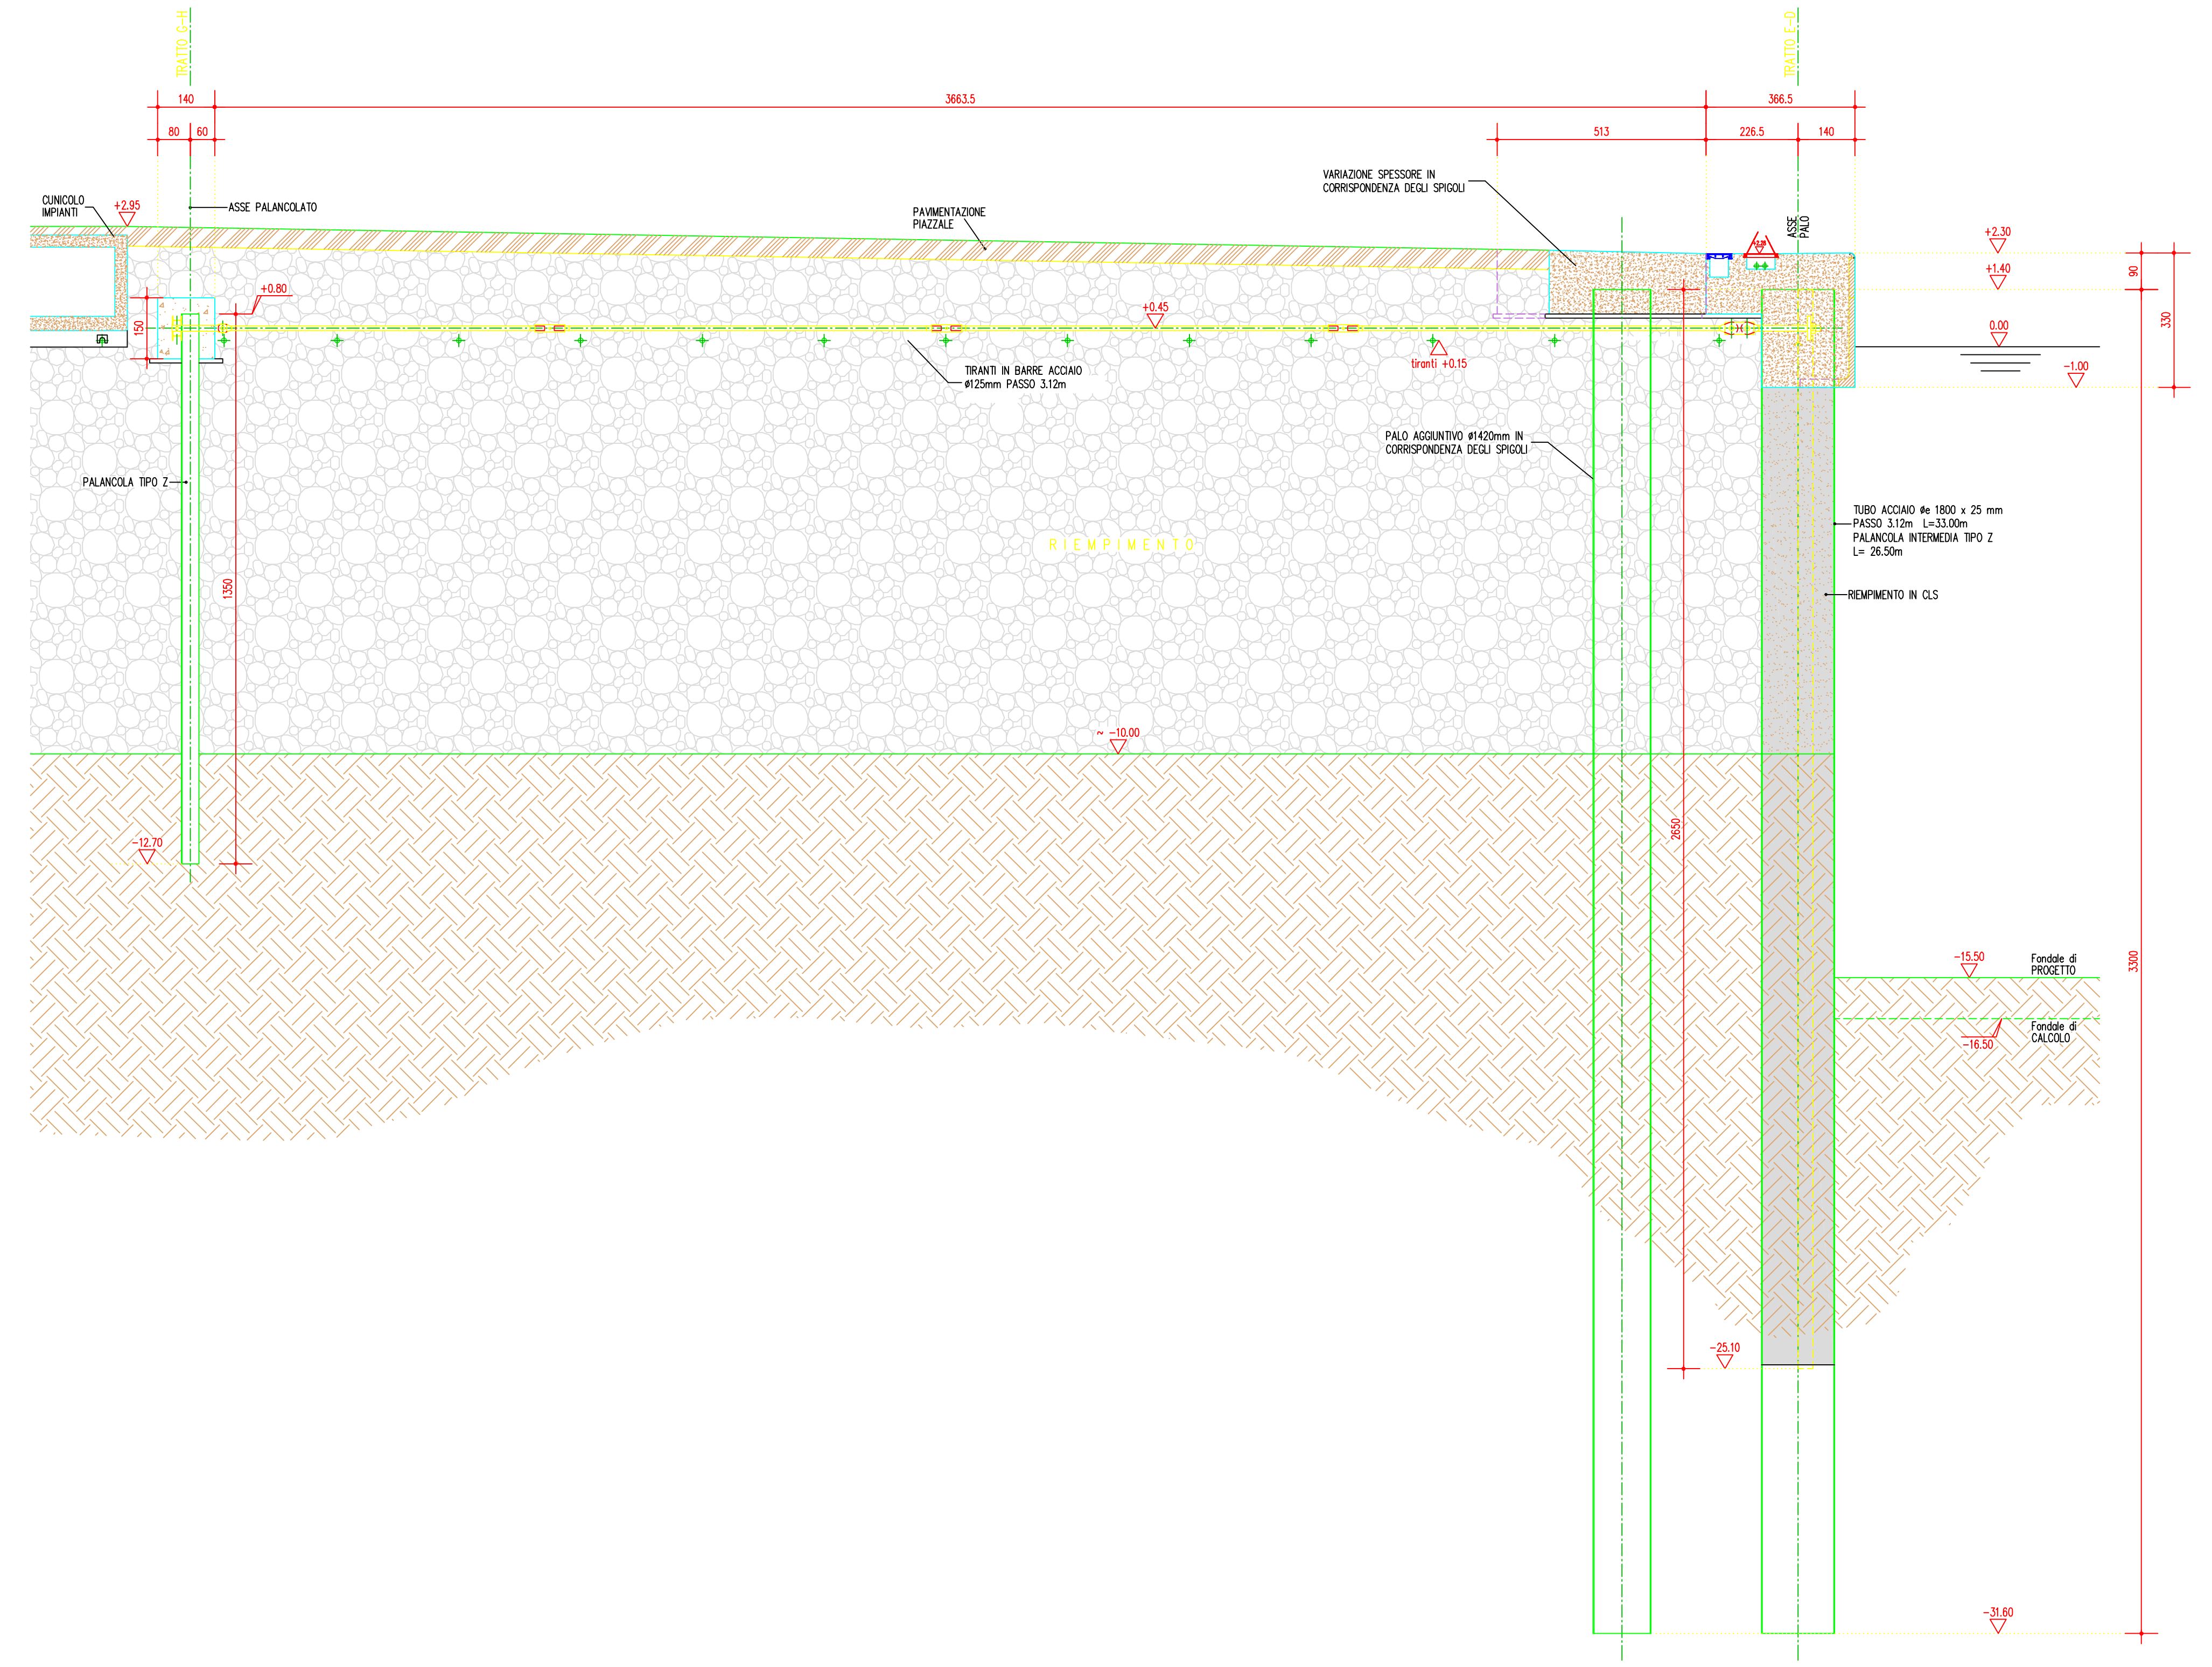 TRATTO G-H
TRATTO E-D
140
3663.5
366.5
80
60
513
226.5
140
VARIAZIONE SPESSORE IN
CORRISPONDENZA DEGLI SPIGOLI
CUNICOLO
IMPIANTI
+2.95
ASSE PALANCOLATO
PAVIMENTAZIONE
PIAZZALE
ASSE
PALO
+2.30
+1.40
90
330
+0.80
150
+0.45
0.00
-1.00
tiranti +0.15
TIRANTI IN BARRE ACCIAIO
ø125mm PASSO 3.12m
PALO AGGIUNTIVO ø1420mm IN
CORRISPONDENZA DEGLI SPIGOLI
PALANCOLA TIPO Z
TUBO ACCIAIO øe 1800 x 25 mm
PASSO 3.12m L=33.00m
PALANCOLA INTERMEDIA TIPO Z
L= 26.50m
RIEMPIMENTO
1350
RIEMPIMENTO IN CLS
~ -10.00
-12.70
2650
-15.50
Fondale di
PROGETTO
3300
-16.50
Fondale di
CALCOLO
-25.10
-31.60